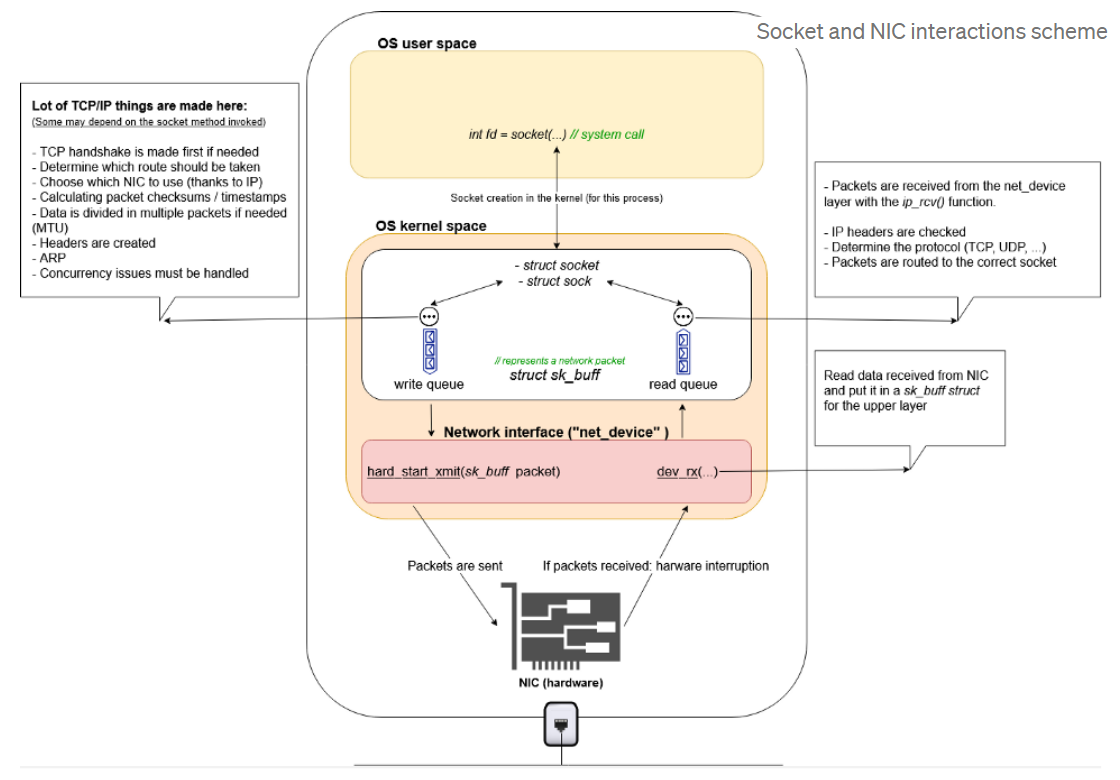 Socket and NIC interactions scheme
OS user space
int fd = socket(...) // system call
Socket creation in the kernel (for this process)
Lot of TCP/IP things are made here:
(Some may depend on the socket method invoked)
- TCP handshake is made first if needed
- Determine which route should be taken
- Choose which NIC to use (thanks to IP)
- Calculating packet checksums / timestamps
- Data is divided in multiple packets if needed
(MTU)
- Headers are created
- ARP
- Concurrency issues must be handled
- Packets are received from the net_device
layer with the ip_rcv() function.
- IP headers are checked
- Determine the protocol (TCP, UDP, ...)
- Packets are routed to the correct socket
OS kernel space
- struct socket
- struct sock
// represents a network packet
struct sk_buff
write queue
read queue
Read data received from NIC
and put it in a sk_buff struct
for the upper layer
Network interface ("net_device" )
hard_start_xmit(sk_buff packet)
dev_rx(...)
Packets are sent
If packets received: harware interruption
NIC (hardware)